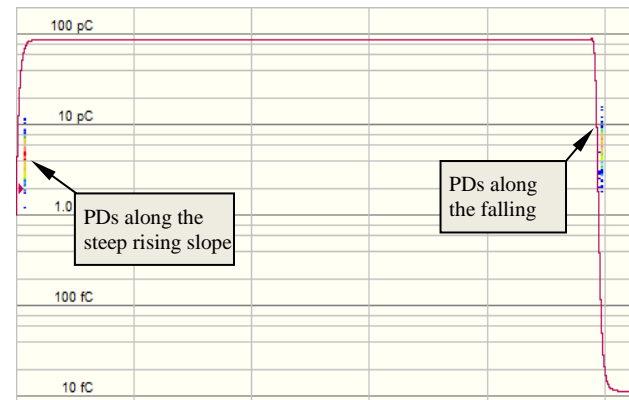 100 pC
10 pC
PDs along
the falling
1.0
PDs along the
steep rising slope
100 fC
10 fC